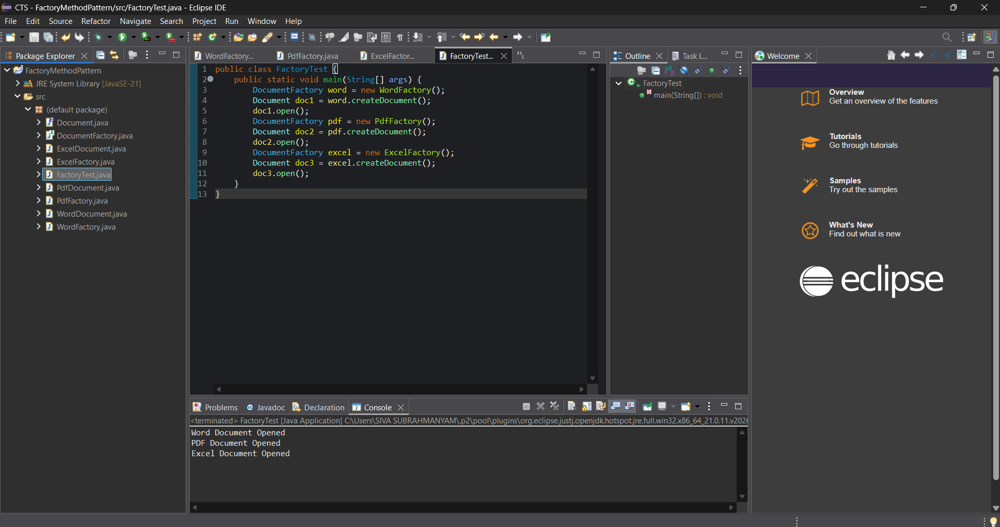 CTS - FactoryMethodPattern/src/FactoryTest.java - Eclipse IDE
File Edit Source Refactor Navigate Search Project Run Window Help
Package Explorer
FactoryMethodPattern
JRE System Library [JavaSE-21]
src
(default package)
Document.java
DocumentFactory.java
ExcelDocument.java
ExcelFactory.java
FactoryTest.java
PdfDocument.java
PdfFactory.java
WordDocument.java
WordFactory.java
WordFactory... PdfFactory.java ExcelFactor... FactoryTest... »5
1 public class FactoryTest {
2 public static void main(String[] args) {
3 DocumentFactory word = new WordFactory();
4 Document doc1 = word.createDocument();
5 doc1.open();
6 DocumentFactory pdf = new PdfFactory();
7 Document doc2 = pdf.createDocument();
8 doc2.open();
9 DocumentFactory excel = new ExcelFactory();
10 Document doc3 = excel.createDocument();
11 doc3.open();
12 }
13 }
Outline Task L...
FactoryTest
main(String[]) : void
Welcome
Overview
Get an overview of the features
Tutorials
Go through tutorials
Samples
Try out the samples
What's New
Find out what is new
eclipse
Problems Javadoc Declaration Console
<terminated> FactoryTest [Java Application] C:\Users\SIVA SUBRAHMANYAM\.p2\pool\plugins\org.eclipse.justj.openjdk.hotspot.jre.full.win32.x86_64_21.0.11.v2026
Word Document Opened
PDF Document Opened
Excel Document Opened